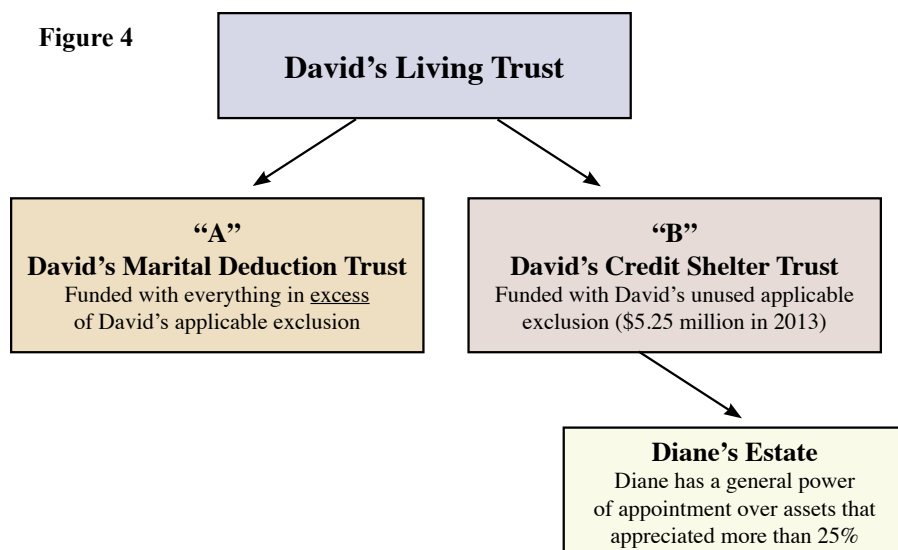 Figure 4
David’s Living Trust
“A”
David’s Marital Deduction Trust
Funded with everything in excess
of David’s applicable exclusion
“B”
David’s Credit Shelter Trust
Funded with David’s unused applicable
exclusion ($5.25 million in 2013)
Diane’s Estate
Diane has a general power
of appointment over assets that
appreciated more than 25%